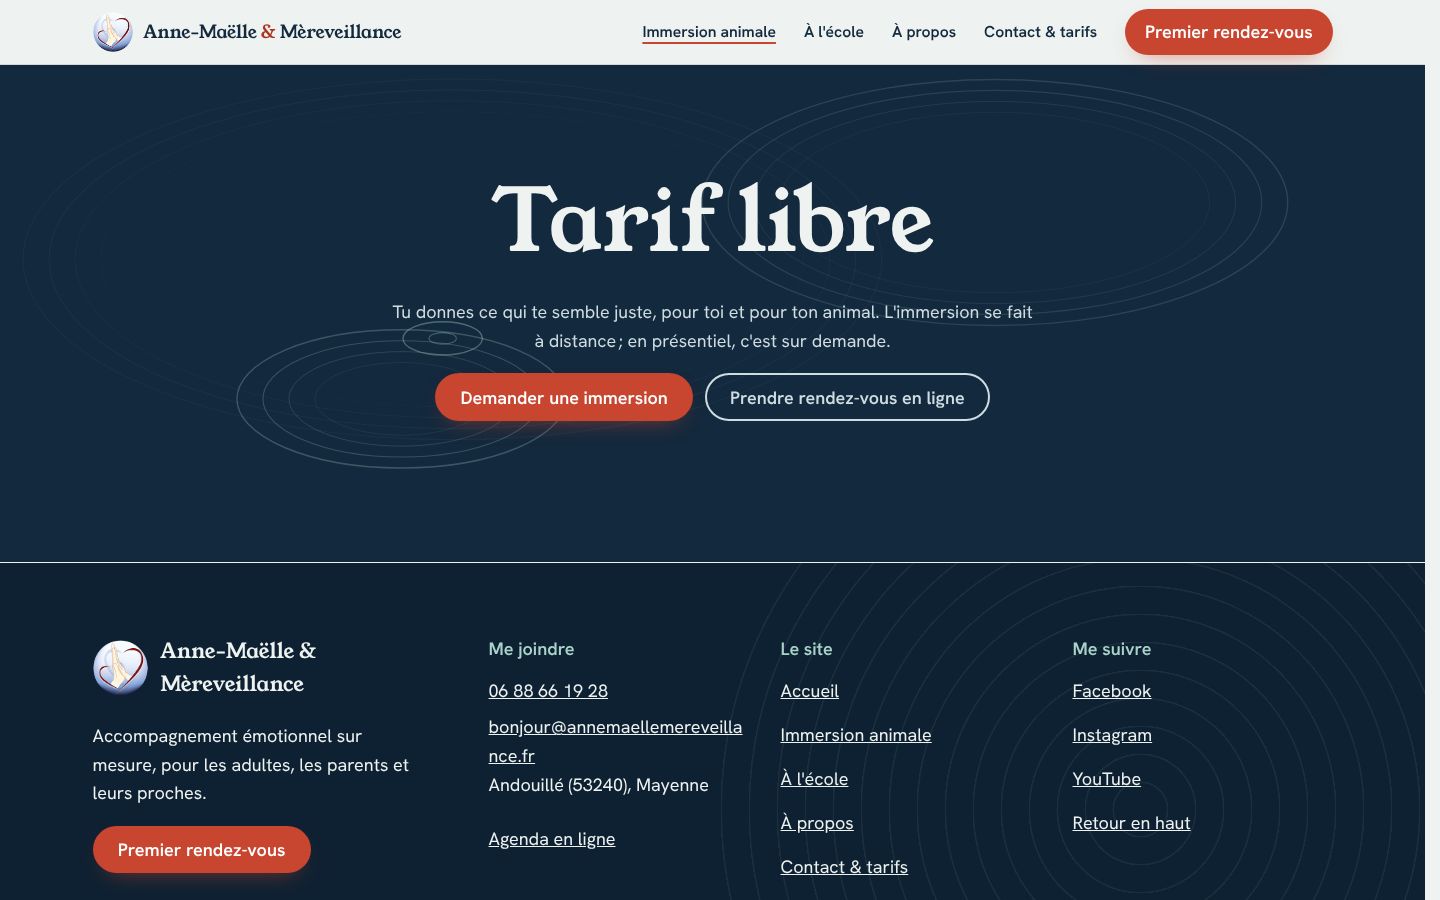 Anne-Maëlle & Mèreveillance
Immersion animale
À l'école
À propos
Contact & tarifs
Premier rendez-vous
Tarif libre
Tu donnes ce qui te semble juste, pour toi et pour ton animal. L'immersion se fait
à distance ; en présentiel, c'est sur demande.
Demander une immersion
Prendre rendez-vous en ligne
Anne-Maëlle &
Mèreveillance
Accompagnement émotionnel sur
mesure, pour les adultes, les parents et
leurs proches.
Premier rendez-vous
Me joindre
06 88 66 19 28
bonjour@annemaellemereveilla
nce.fr
Andouillé (53240), Mayenne
Agenda en ligne
Le site
Accueil
Immersion animale
À l'école
À propos
Contact & tarifs
Me suivre
Facebook
Instagram
YouTube
Retour en haut